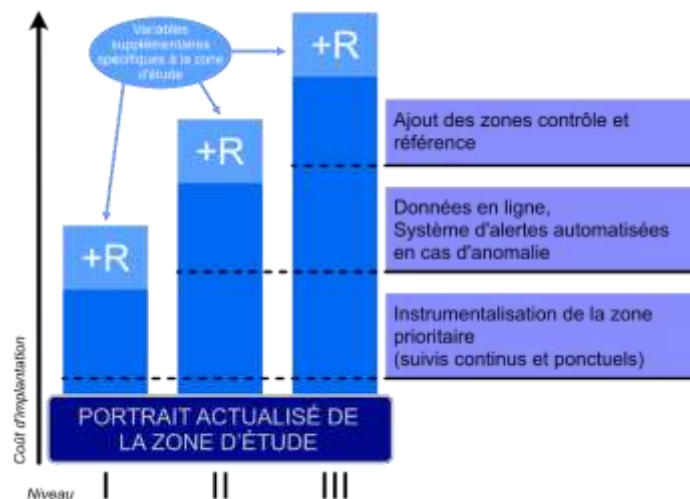 Variables
supplémentaires
spécifiques à la zone
d'étude
+R
+R
+R
Ajout des zones contrôle et
référence
Données en ligne,
Système d'alertes automatisées
en cas d'anomalie
Instrumentalisation de la zone
prioritaire
(suivis continus et ponctuels)
Coût d'implantation
PORTRAIT ACTUALISÉ DE
LA ZONE D'ÉTUDE
Niveau I II III